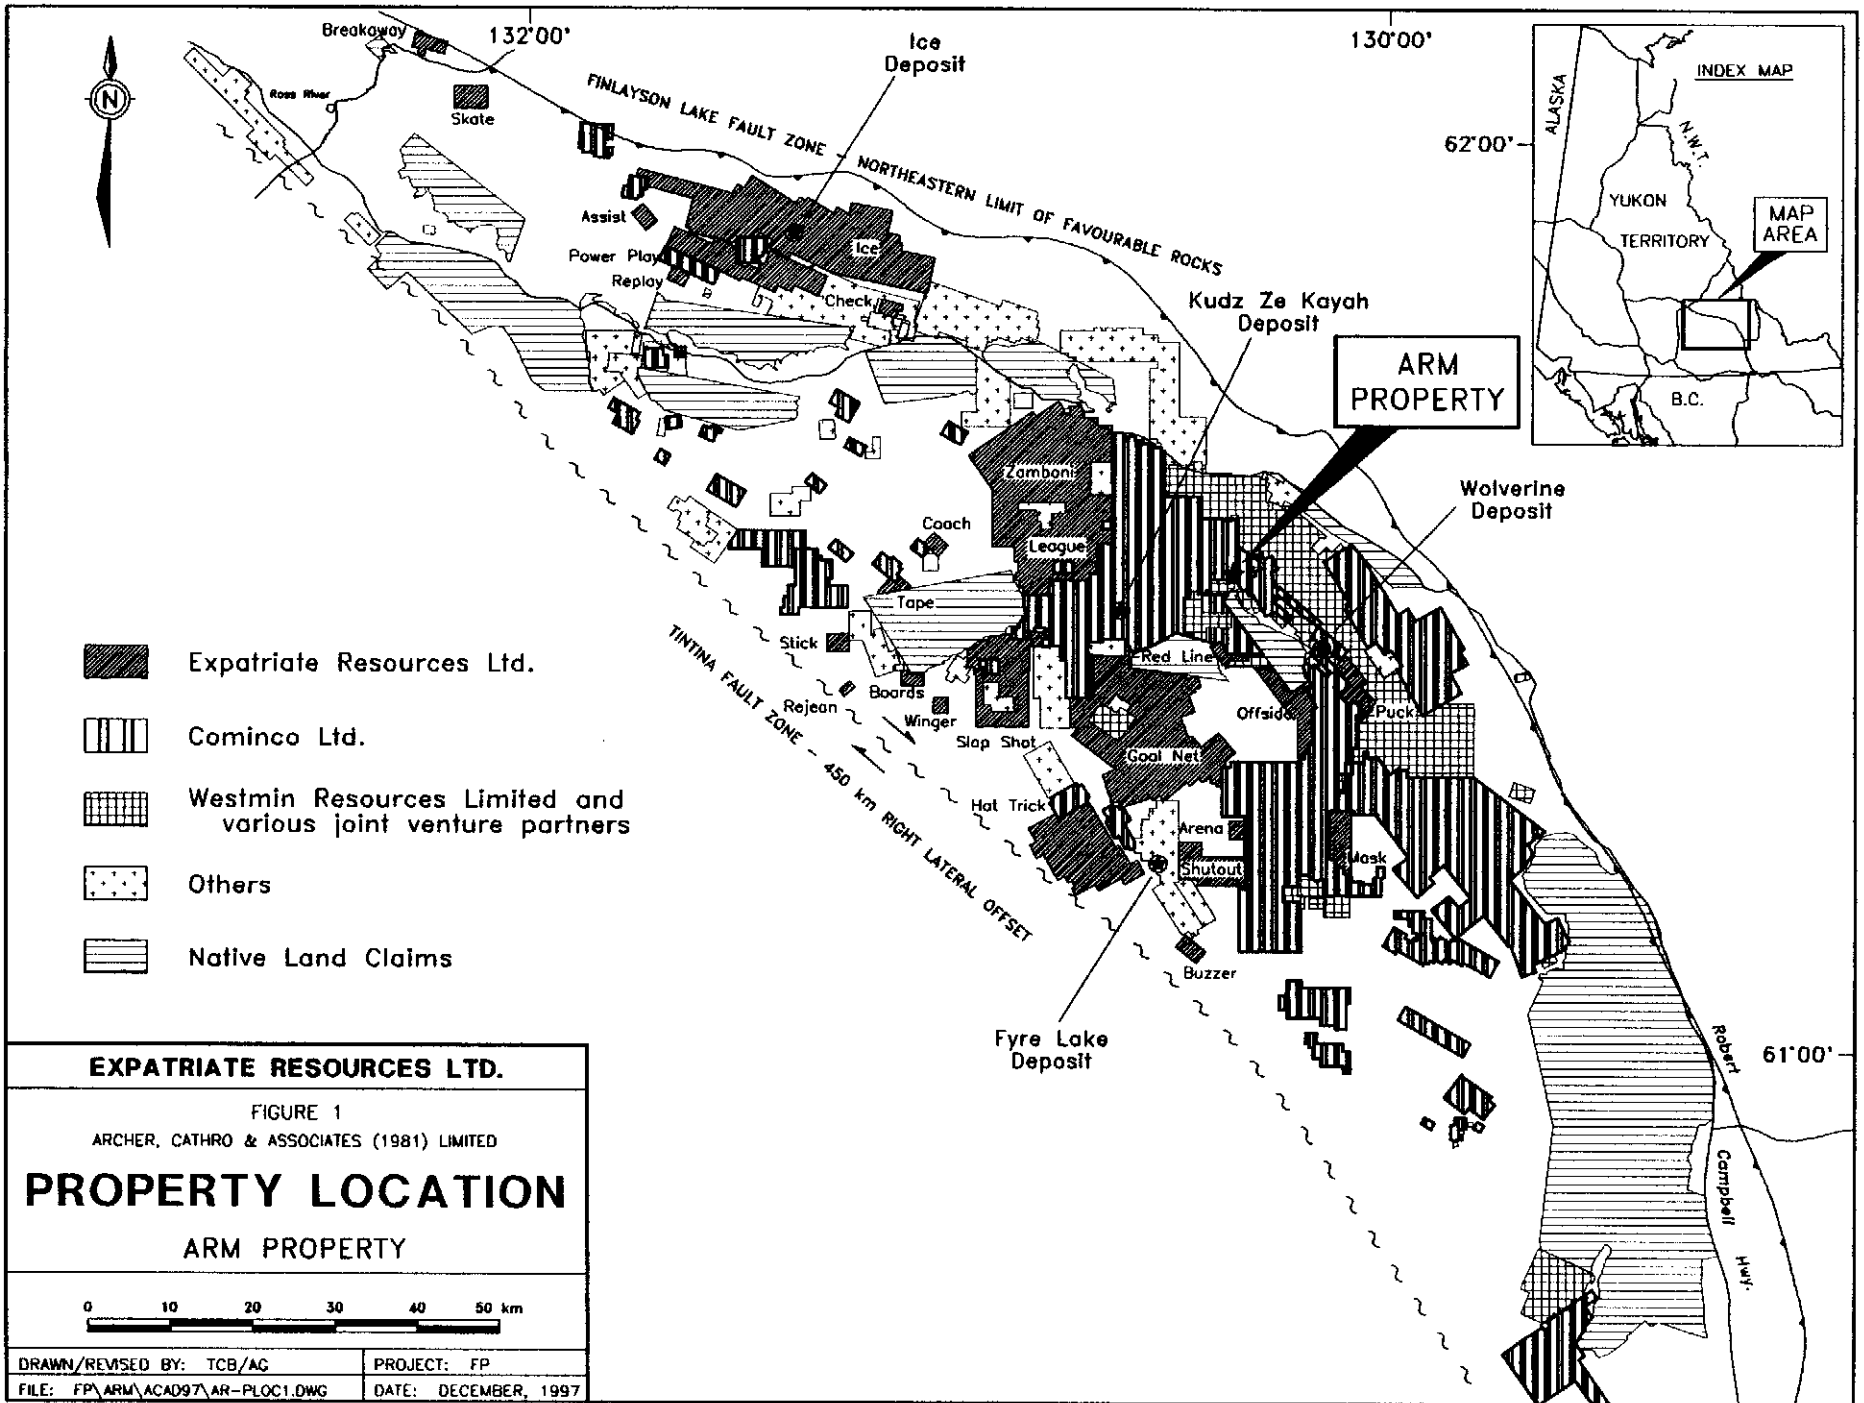 Breakaway
132°00'
Ice
Deposit
130°00'
INDEX MAP
N
Ross River
Skate
ALASKA
62°00'
N.W.T.
YUKON
TERRITORY
MAP
AREA
B.C.
FINLAYSON LAKE FAULT ZONE - NORTHEASTERN LIMIT OF FAVOURABLE ROCKS
Assist
Ice
Power Play
Replay
Check
Kudz Ze Kayah
Deposit
ARM
PROPERTY
Zamboni
Wolverine
Deposit
Coach
League
Tape
Stick
Red Line
TINTINA FAULT ZONE - 450 km RIGHT LATERAL OFFSET
Boards
Rejean
Winger
Offside
Puck
Slap Shot
Goal Net
Hat Trick
Arena
Shutout
Mask
Buzzer
Fyre Lake
Deposit
61°00'
Robert
Campbell
Hwy.
Expatriate Resources Ltd.
Cominco Ltd.
Westmin Resources Limited and
various joint venture partners
Others
Native Land Claims
EXPATRIATE RESOURCES LTD.
FIGURE 1
ARCHER, CATHRO & ASSOCIATES (1981) LIMITED
PROPERTY LOCATION
ARM PROPERTY
0 10 20 30 40 50 km
DRAWN/REVISED BY: TCB/AG
PROJECT: FP
FILE: FP\ARM\ACAD97\AR-PLOC1.DWG
DATE: DECEMBER, 1997